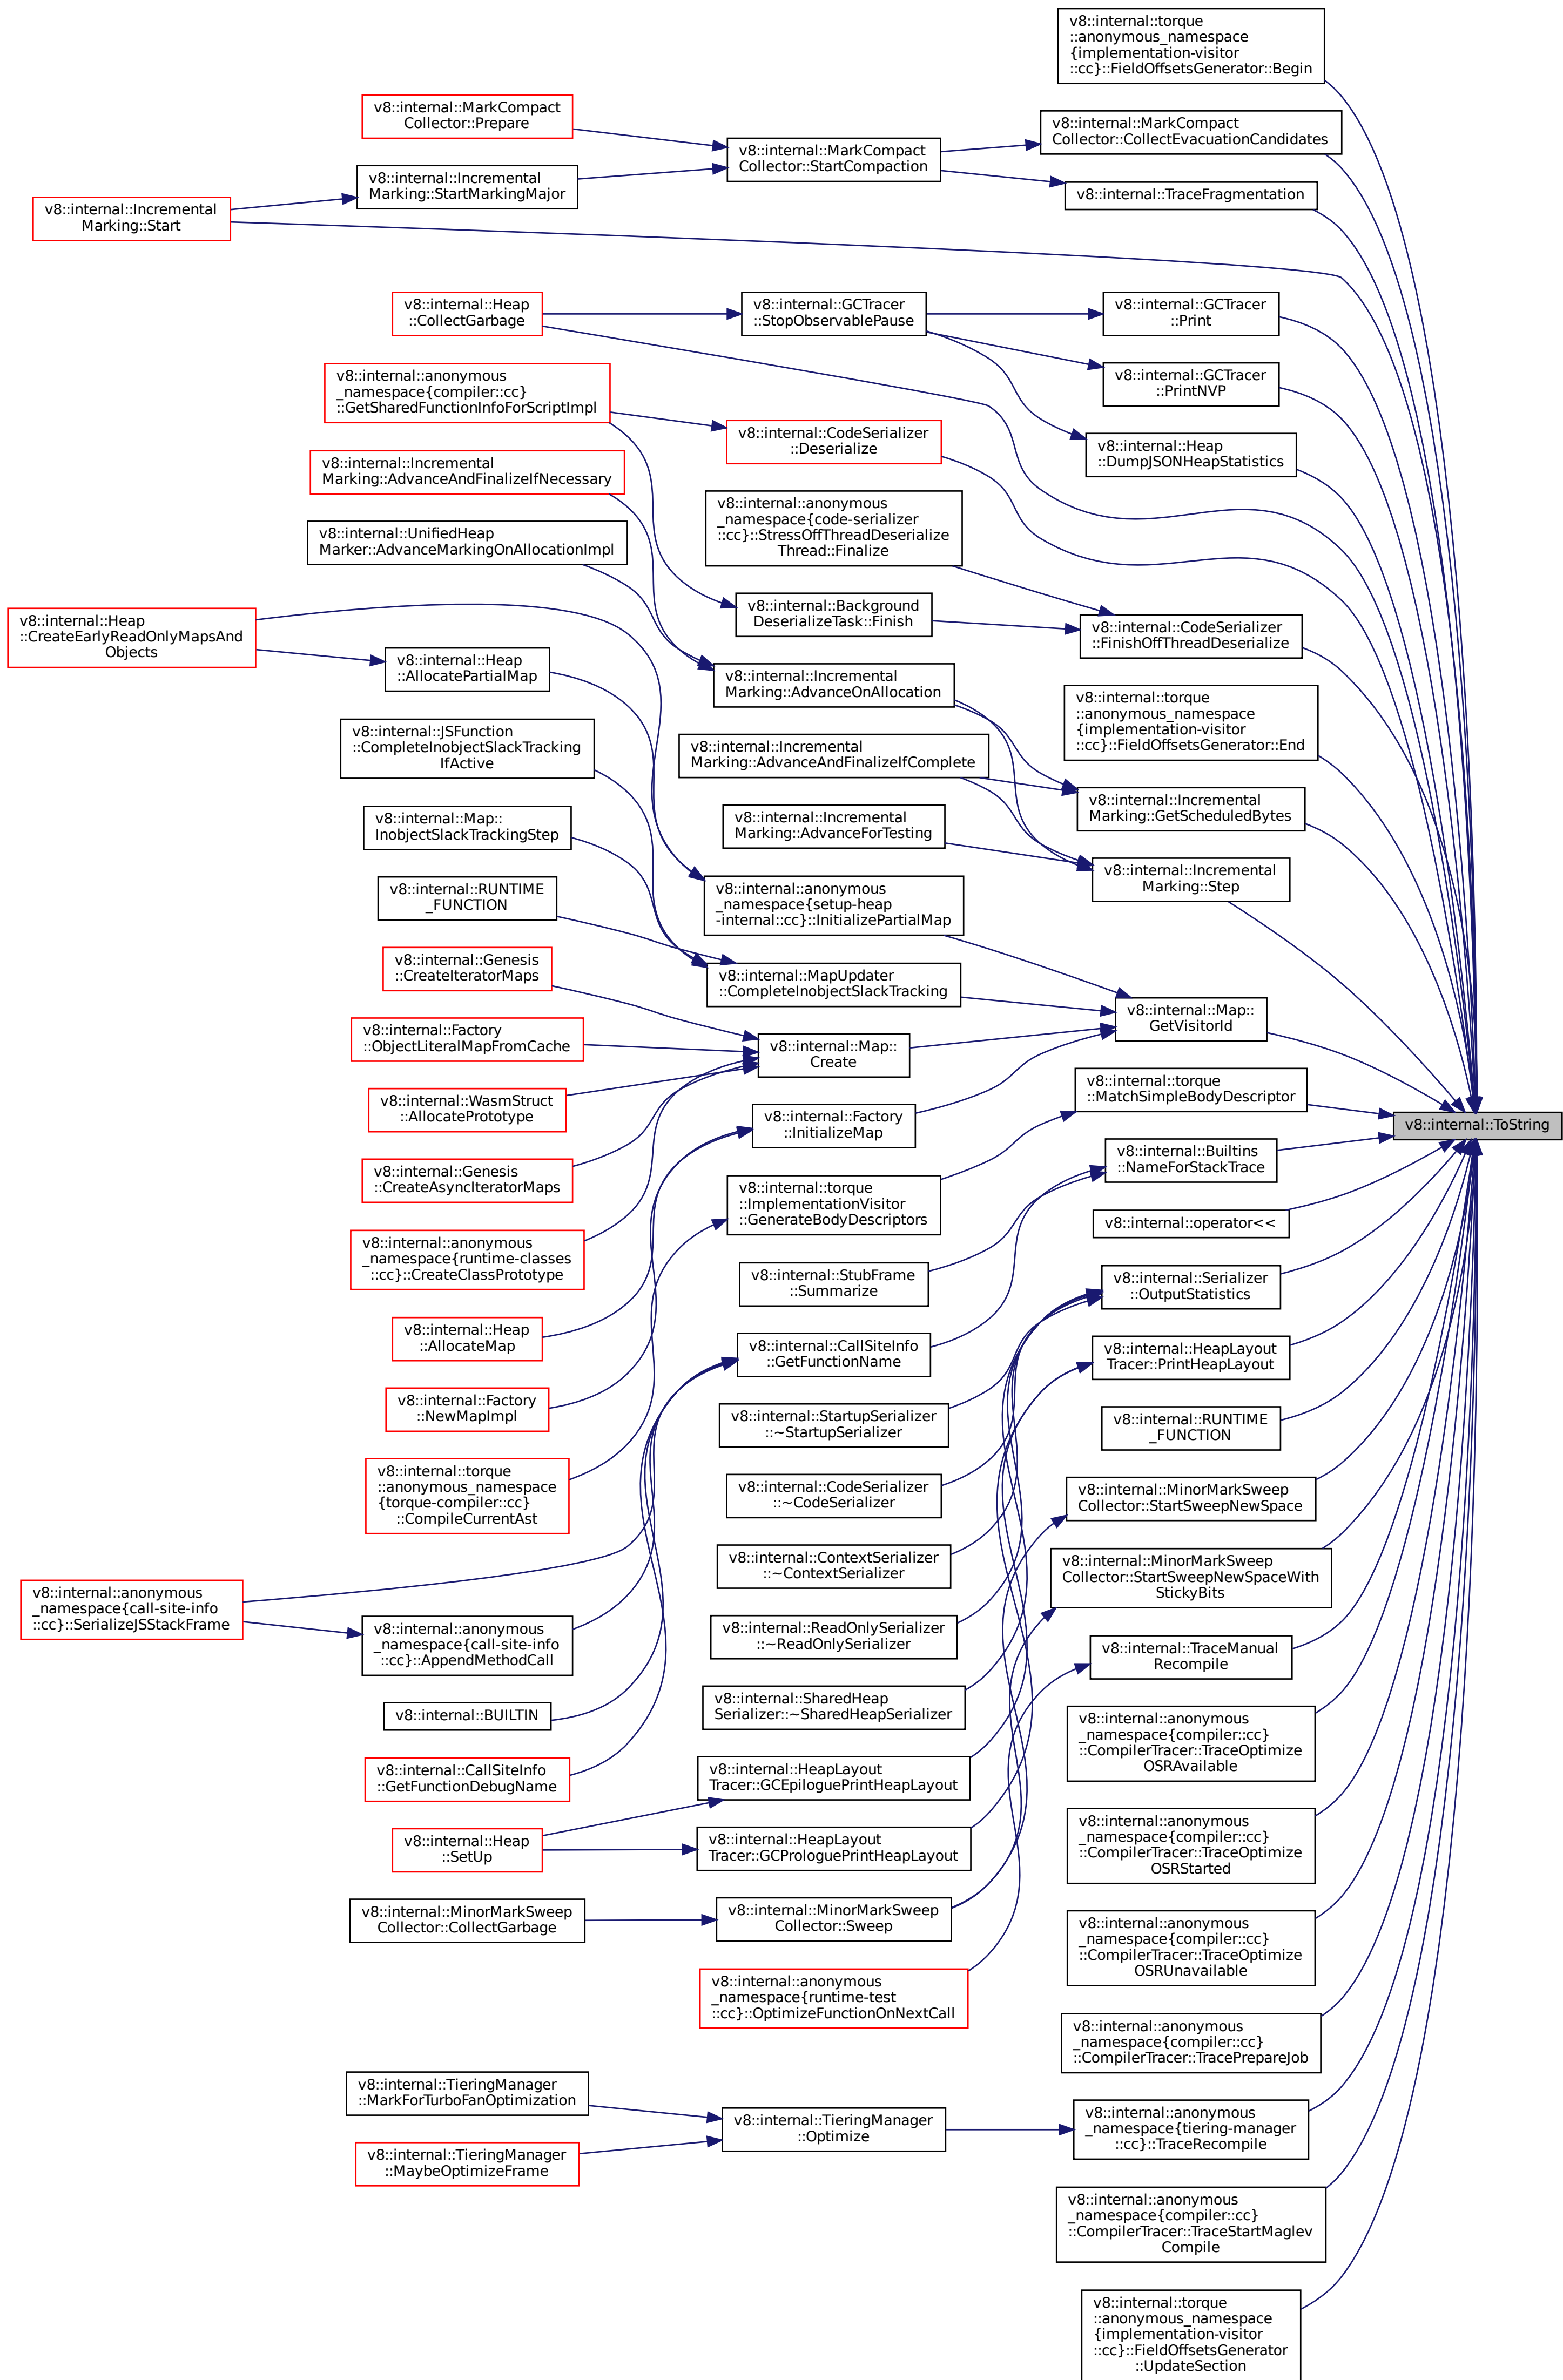 v8::internal::torque
::anonymous_namespace
{implementation-visitor
::cc}::FieldOffsetsGenerator::Begin
v8::internal::MarkCompact
Collector::Prepare
v8::internal::MarkCompact
Collector::CollectEvacuationCandidates
v8::internal::MarkCompact
Collector::StartCompaction
v8::internal::Incremental
Marking::StartMarkingMajor
v8::internal::TraceFragmentation
v8::internal::Incremental
Marking::Start
v8::internal::Heap
::CollectGarbage
v8::internal::GCTracer
::StopObservablePause
v8::internal::GCTracer
::Print
v8::internal::GCTracer
::PrintNVP
v8::internal::anonymous
_namespace{compiler::cc}
::GetSharedFunctionInfoForScriptImpl
v8::internal::CodeSerializer
::Deserialize
v8::internal::Heap
::DumpJSONHeapStatistics
v8::internal::Incremental
Marking::AdvanceAndFinalizeIfNecessary
v8::internal::anonymous
_namespace{code-serializer
::cc}::StressOffThreadDeserialize
Thread::Finalize
v8::internal::UnifiedHeap
Marker::AdvanceMarkingOnAllocationImpl
v8::internal::Background
DeserializeTask::Finish
v8::internal::CodeSerializer
::FinishOffThreadDeserialize
v8::internal::Heap
::CreateEarlyReadOnlyMapsAnd
Objects
v8::internal::Heap
::AllocatePartialMap
v8::internal::Incremental
Marking::AdvanceOnAllocation
v8::internal::torque
::anonymous_namespace
{implementation-visitor
::cc}::FieldOffsetsGenerator::End
v8::internal::JSFunction
::CompleteInobjectSlackTracking
IfActive
v8::internal::Incremental
Marking::AdvanceAndFinalizeIfComplete
v8::internal::Incremental
Marking::GetScheduledBytes
v8::internal::Map::
InobjectSlackTrackingStep
v8::internal::Incremental
Marking::AdvanceForTesting
v8::internal::Incremental
Marking::Step
v8::internal::RUNTIME
_FUNCTION
v8::internal::anonymous
_namespace{setup-heap
-internal::cc}::InitializePartialMap
v8::internal::Genesis
::CreateIteratorMaps
v8::internal::MapUpdater
::CompleteInobjectSlackTracking
v8::internal::Map::
GetVisitorId
v8::internal::Factory
::ObjectLiteralMapFromCache
v8::internal::Map::
Create
v8::internal::WasmStruct
::AllocatePrototype
v8::internal::torque
::MatchSimpleBodyDescriptor
v8::internal::Factory
::InitializeMap
v8::internal::ToString
v8::internal::Builtins
::NameForStackTrace
v8::internal::Genesis
::CreateAsyncIteratorMaps
v8::internal::torque
::ImplementationVisitor
::GenerateBodyDescriptors
v8::internal::operator<<
v8::internal::anonymous
_namespace{runtime-classes
::cc}::CreateClassPrototype
v8::internal::StubFrame
::Summarize
v8::internal::Serializer
::OutputStatistics
v8::internal::Heap
::AllocateMap
v8::internal::CallSiteInfo
::GetFunctionName
v8::internal::HeapLayout
Tracer::PrintHeapLayout
v8::internal::Factory
::NewMapImpl
v8::internal::StartupSerializer
::~StartupSerializer
v8::internal::RUNTIME
_FUNCTION
v8::internal::torque
::anonymous_namespace
{torque-compiler::cc}
::CompileCurrentAst
v8::internal::CodeSerializer
::~CodeSerializer
v8::internal::MinorMarkSweep
Collector::StartSweepNewSpace
v8::internal::ContextSerializer
::~ContextSerializer
v8::internal::MinorMarkSweep
Collector::StartSweepNewSpaceWith
StickyBits
v8::internal::anonymous
_namespace{call-site-info
::cc}::SerializeJSStackFrame
v8::internal::anonymous
_namespace{call-site-info
::cc}::AppendMethodCall
v8::internal::ReadOnlySerializer
::~ReadOnlySerializer
v8::internal::TraceManual
Recompile
v8::internal::BUILTIN
v8::internal::SharedHeap
Serializer::~SharedHeapSerializer
v8::internal::anonymous
_namespace{compiler::cc}
::CompilerTracer::TraceOptimize
OSRAvailable
v8::internal::CallSiteInfo
::GetFunctionDebugName
v8::internal::HeapLayout
Tracer::GCEpiloguePrintHeapLayout
v8::internal::Heap
::SetUp
v8::internal::HeapLayout
Tracer::GCProloguePrintHeapLayout
v8::internal::anonymous
_namespace{compiler::cc}
::CompilerTracer::TraceOptimize
OSRStarted
v8::internal::MinorMarkSweep
Collector::CollectGarbage
v8::internal::MinorMarkSweep
Collector::Sweep
v8::internal::anonymous
_namespace{compiler::cc}
::CompilerTracer::TraceOptimize
OSRUnavailable
v8::internal::anonymous
_namespace{runtime-test
::cc}::OptimizeFunctionOnNextCall
v8::internal::anonymous
_namespace{compiler::cc}
::CompilerTracer::TracePrepareJob
v8::internal::TieringManager
::MarkForTurboFanOptimization
v8::internal::TieringManager
::Optimize
v8::internal::anonymous
_namespace{tiering-manager
::cc}::TraceRecompile
v8::internal::TieringManager
::MaybeOptimizeFrame
v8::internal::anonymous
_namespace{compiler::cc}
::CompilerTracer::TraceStartMaglev
Compile
v8::internal::torque
::anonymous_namespace
{implementation-visitor
::cc}::FieldOffsetsGenerator
::UpdateSection